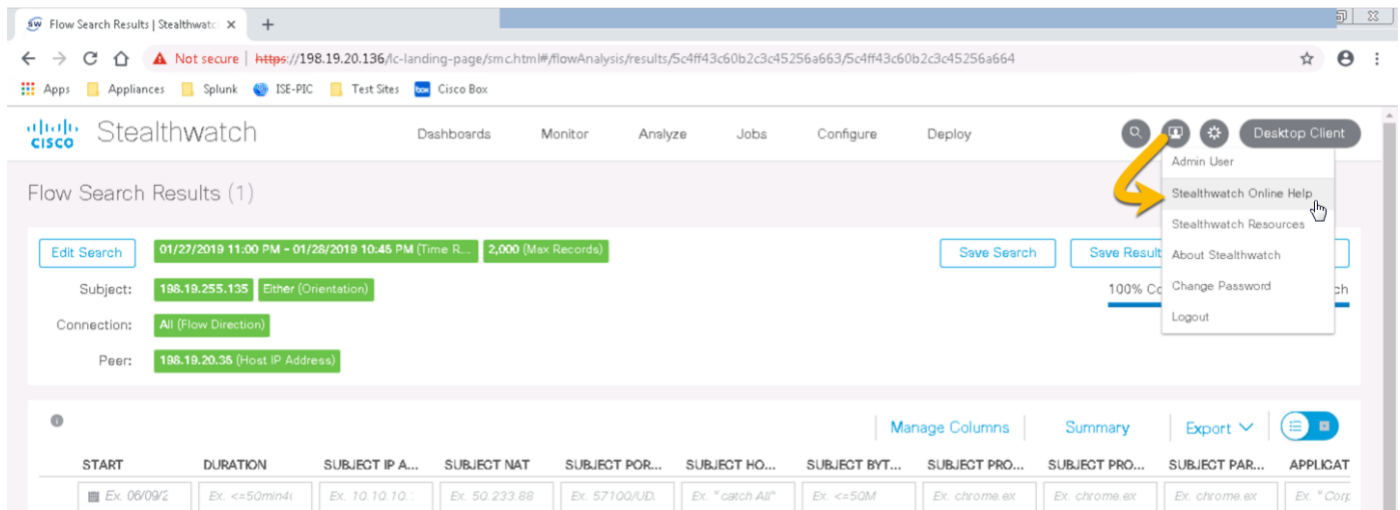 Flow Search Results | Stealthwatc
Not secure | https://198.19.20.136/lc-landing-page/smc.html#/flowAnalysis/results/5c4ff43c60b2c3c45256a663/5c4ff43c60b2c3c45256a664
Apps Appliances Splunk ISE-PIC Test Sites box Cisco Box
cisco Stealthwatch Dashboards Monitor Analyze Jobs Configure Deploy Desktop Client
Admin User
Flow Search Results (1)
Stealthwatch Online Help
Stealthwatch Resources
Edit Search 01/27/2019 11:00 PM - 01/28/2019 10:45 PM (Time R... 2,000 (Max Records) Save Search Save Result
About Stealthwatch
Subject: 198.19.255.135 Either (Orientation) 100% Co Change Password ch
Connection: All (Flow Direction) Logout
Peer: 198.19.20.36 (Host IP Address)
Manage Columns Summary Export
START DURATION SUBJECT IP A... SUBJECT NAT SUBJECT POR... SUBJECT HO... SUBJECT BYT... SUBJECT PRO... SUBJECT PRO... SUBJECT PAR... APPLICAT
Ex. 06/09/2 Ex. <=50min4 Ex. 10.10.10. Ex. 50.233.88 Ex. 57100/UD. Ex. "catch All" Ex. <=50M Ex. chrome.ex Ex. chrome.ex Ex. chrome.ex Ex. "Corp